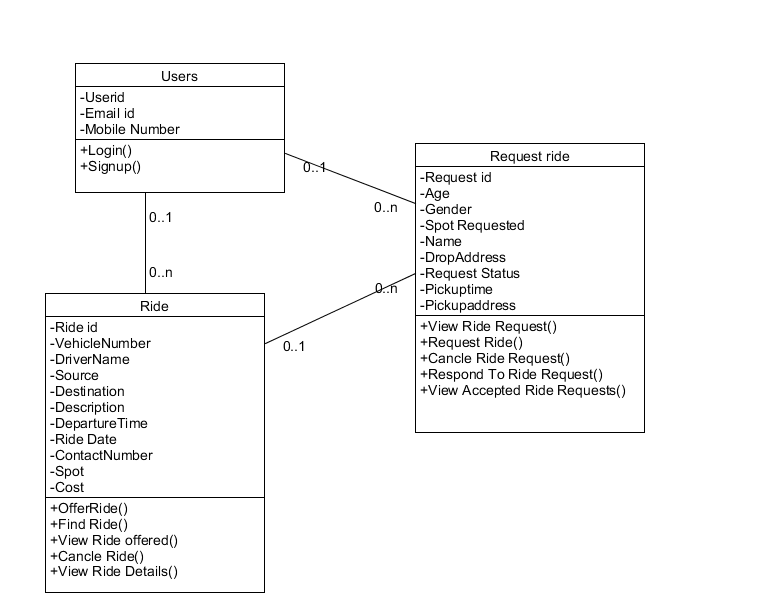 Users
-Userid
-Email id
-Mobile Number
+Login()
+Signup()
0..1
0..n
0..1
0..n
Request ride
-Request id
-Age
-Gender
-Spot Requested
-Name
-DropAddress
-Request Status
-Pickuptime
-Pickupaddress
+View Ride Request()
+Request Ride()
+Cancle Ride Request()
+Respond To Ride Request()
+View Accepted Ride Requests()
0..n
0..1
Ride
-Ride id
-VehicleNumber
-DriverName
-Source
-Destination
-Description
-DepartureTime
-Ride Date
-ContactNumber
-Spot
-Cost
+OfferRide()
+Find Ride()
+View Ride offered()
+Cancle Ride()
+View Ride Details()